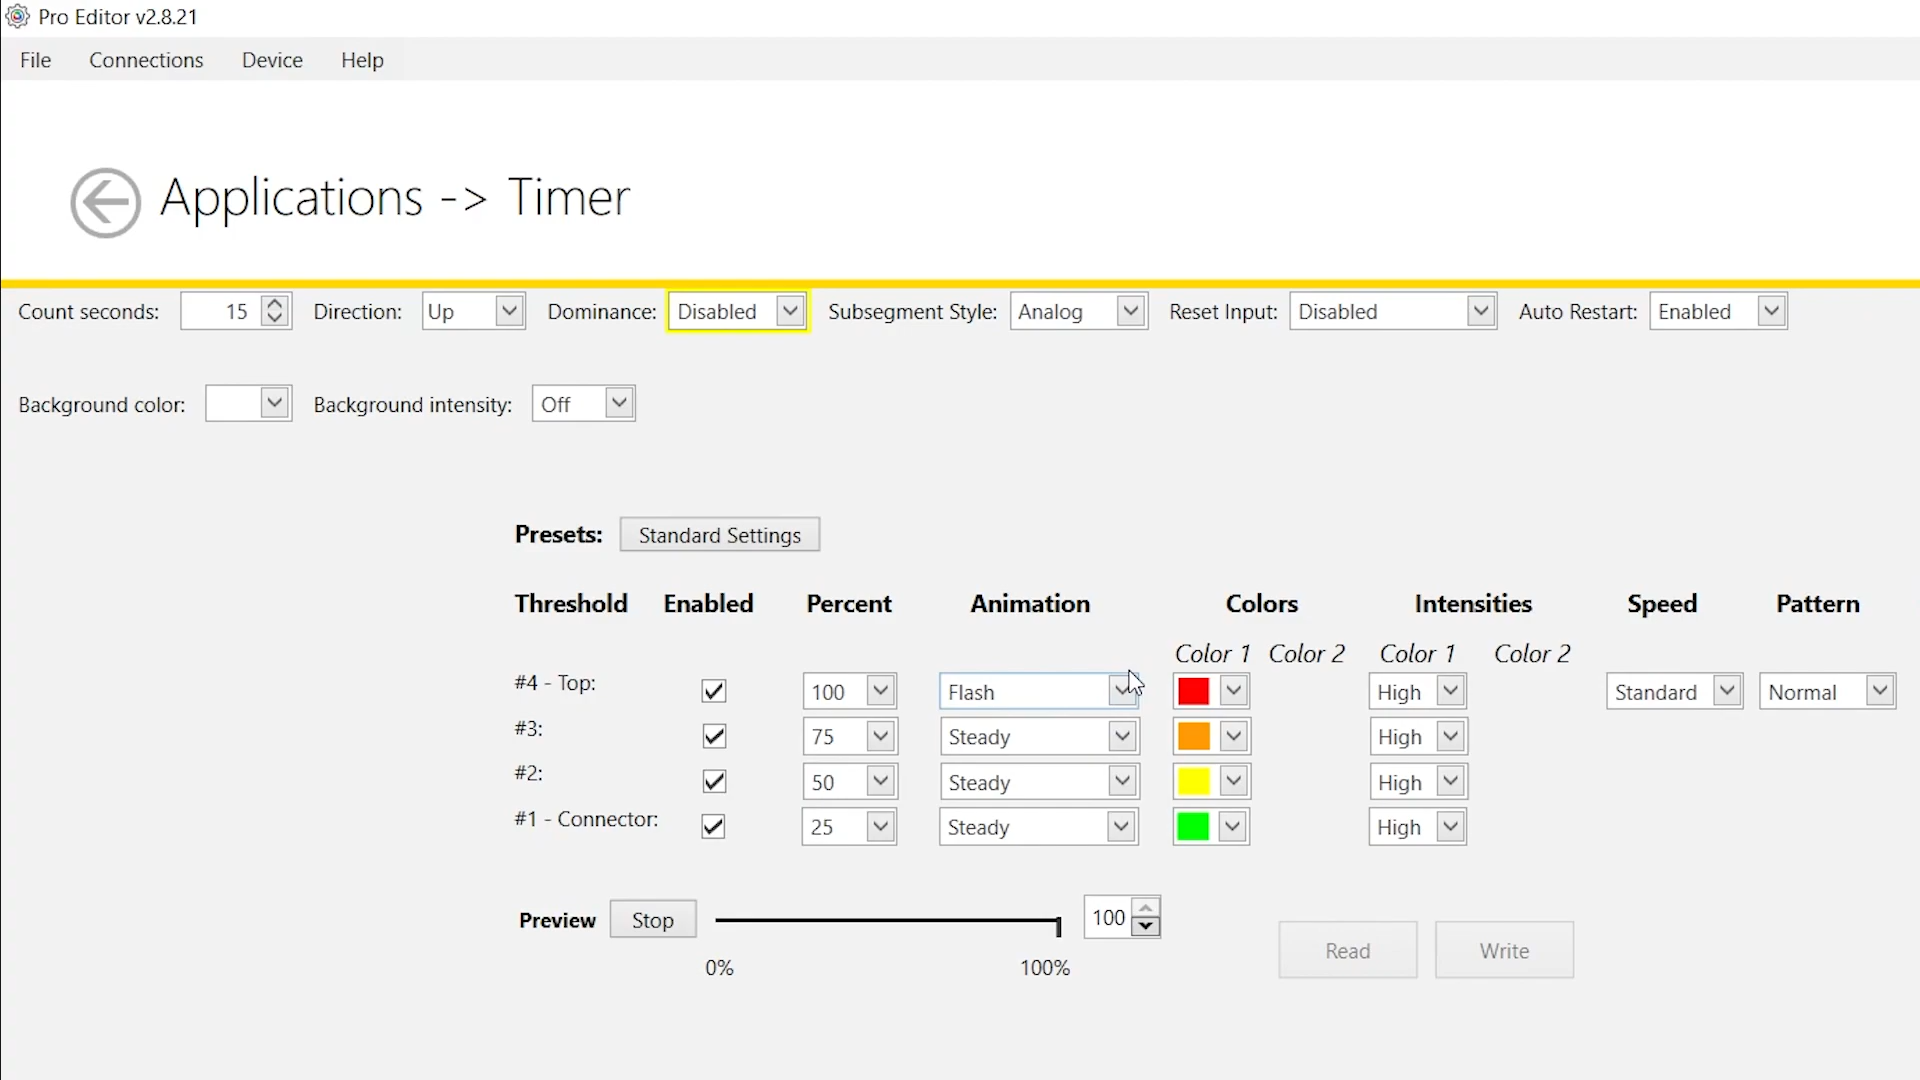 Pro Editor v2.8.21
File Connections Device Help
Applications -> Timer
Count seconds: 15 Direction: Up Dominance: Disabled Subsegment Style: Analog Reset Input: Disabled Auto Restart: Enabled
Background color: Background intensity: Off
Presets: Standard Settings
Threshold Enabled Percent Animation Colors Intensities Speed Pattern
Color 1 Color 2 Color 1 Color 2
#4 - Top: 100 Flash High Standard Normal
#3: 75 Steady High
#2: 50 Steady High
#1 - Connector: 25 Steady High
Preview Stop 100
0% 100%
Read Write